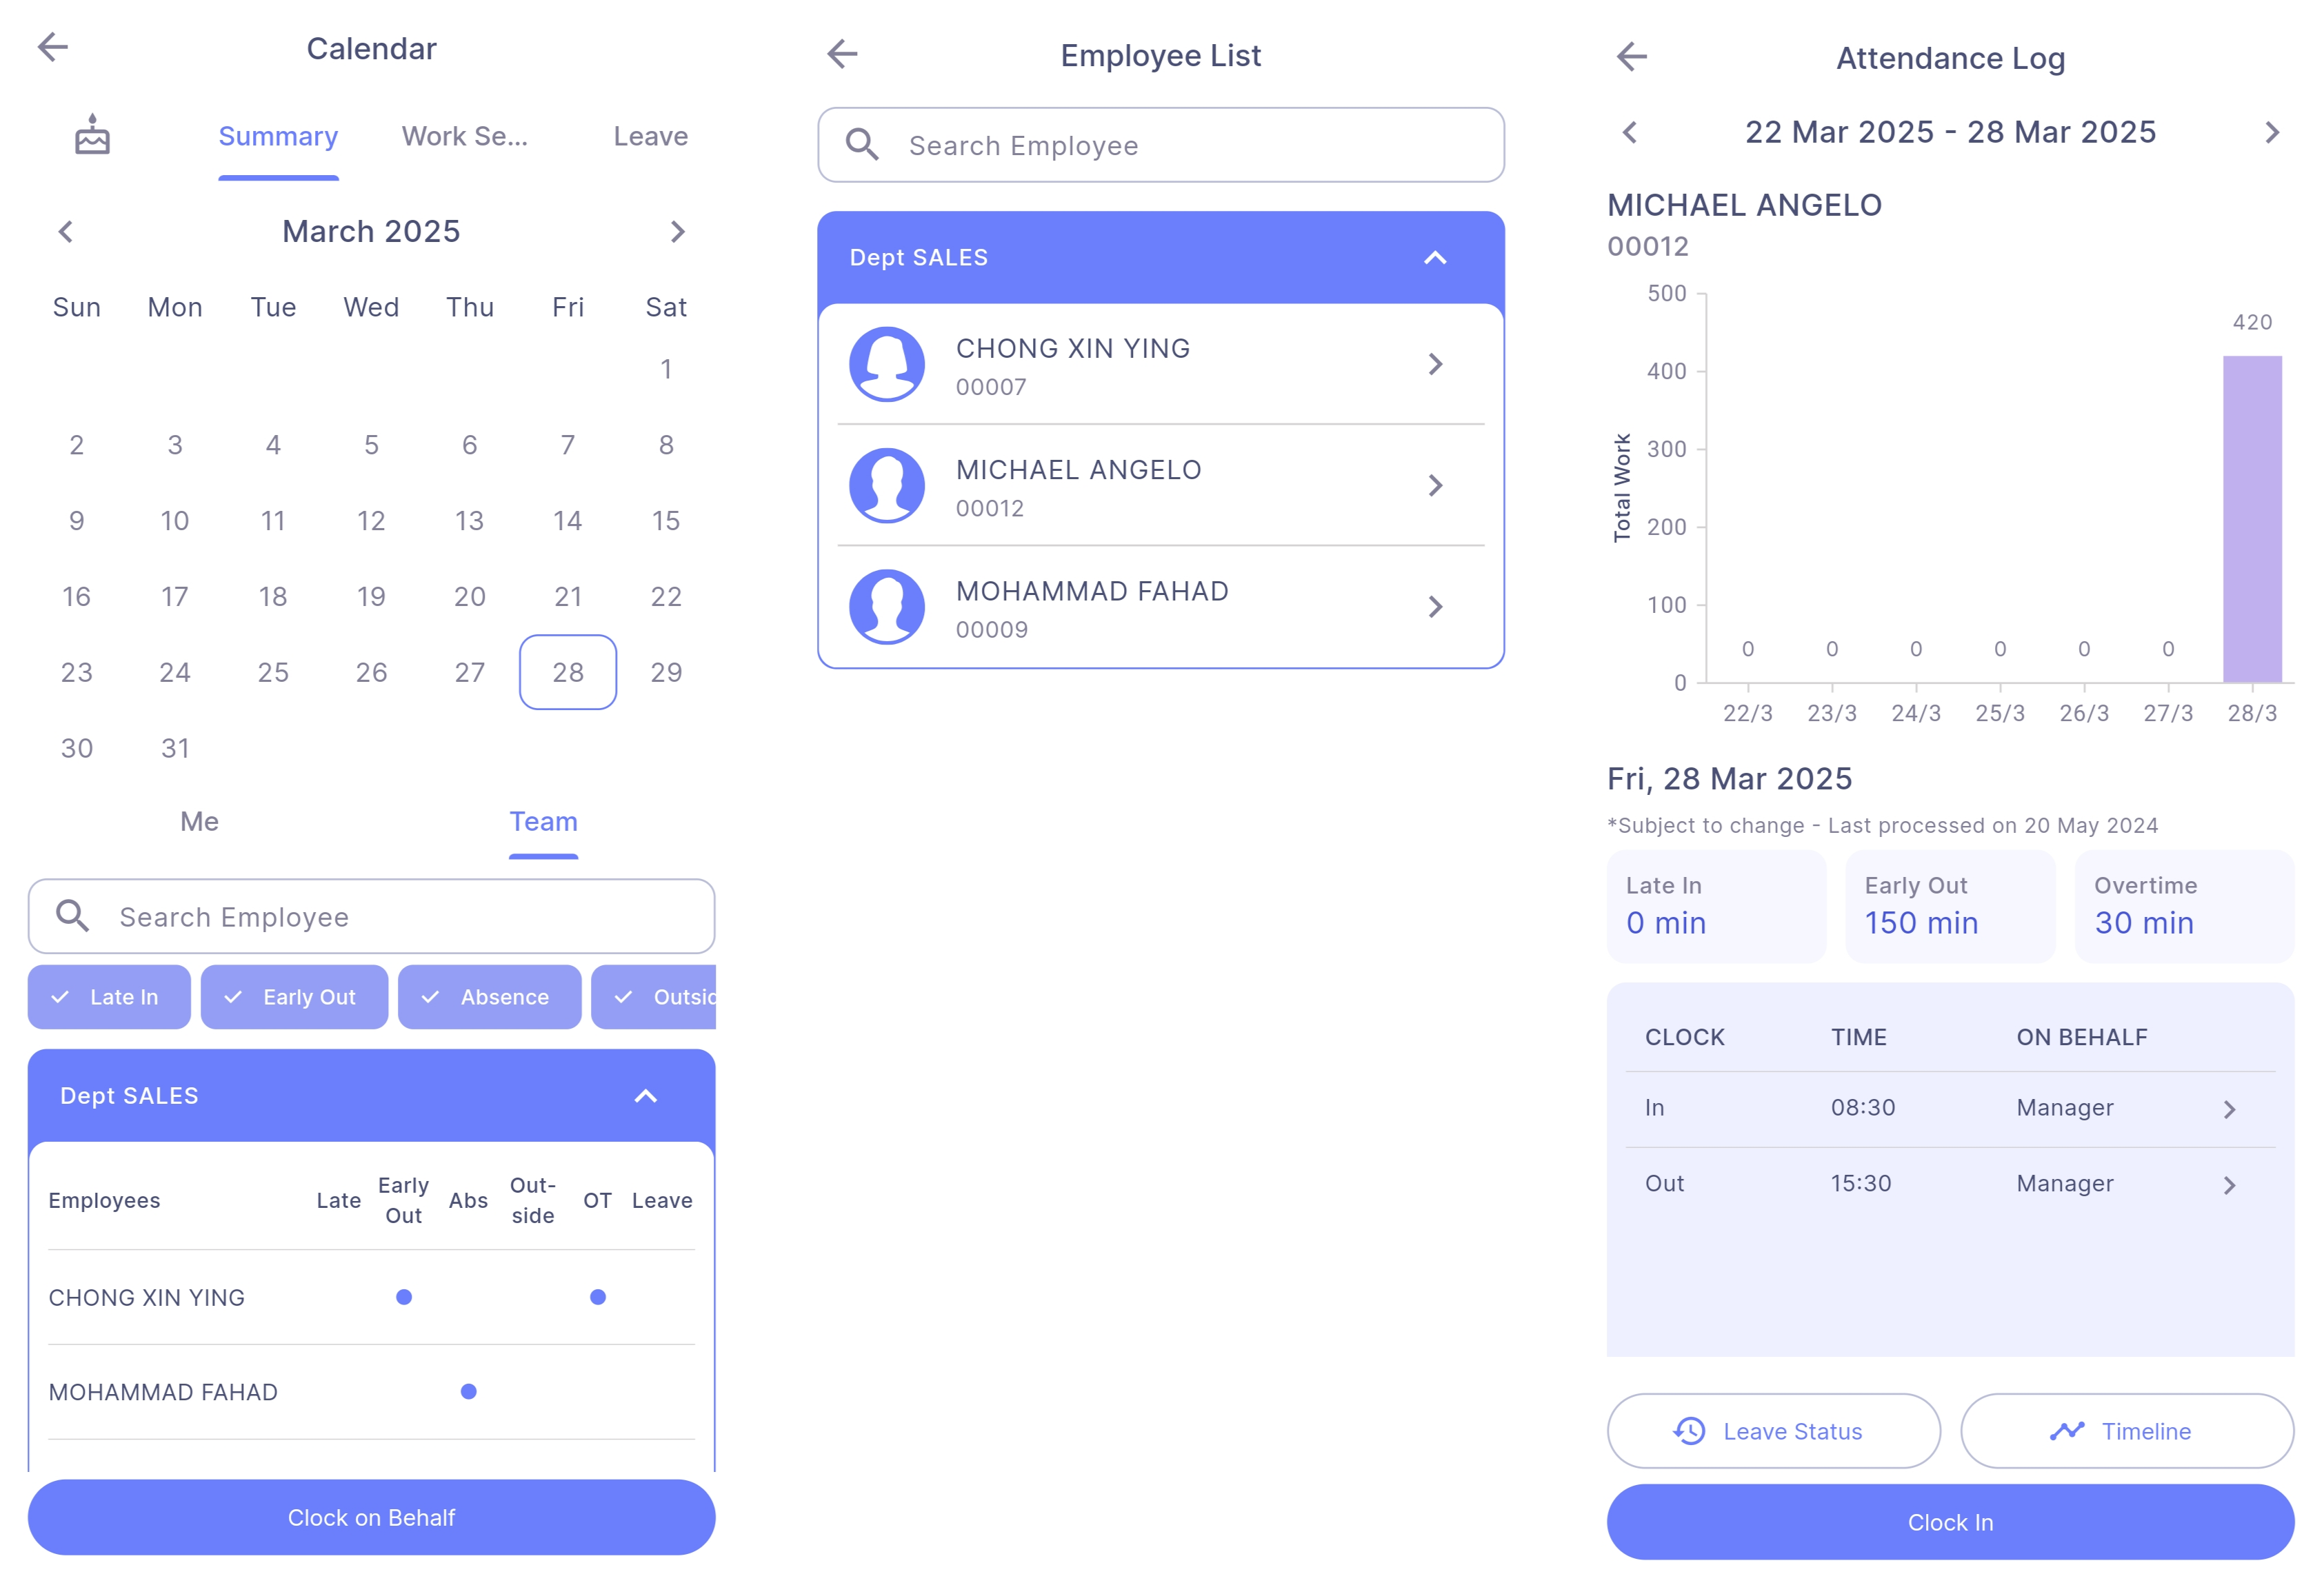 Calendar
Summary Work Se... Leave
March 2025
Sun Mon Tue Wed Thu Fri Sat
1
2 3 4 5 6 7 8
9 10 11 12 13 14 15
16 17 18 19 20 21 22
23 24 25 26 27 28 29
30 31
Me Team
Search Employee
Late In Early Out Absence Outsid
Dept SALES
Employees Late Early Out Abs Out-side OT Leave
CHONG XIN YING
MOHAMMAD FAHAD
Clock on Behalf
Employee List
Search Employee
Dept SALES
CHONG XIN YING
00007
MICHAEL ANGELO
00012
MOHAMMAD FAHAD
00009
Attendance Log
22 Mar 2025 - 28 Mar 2025
MICHAEL ANGELO
00012
Total Work
500
400
300
200
100
0
0 0 0 0 0 0 420
22/3 23/3 24/3 25/3 26/3 27/3 28/3
Fri, 28 Mar 2025
*Subject to change - Last processed on 20 May 2024
Late In Early Out Overtime
0 min 150 min 30 min
CLOCK TIME ON BEHALF
In 08:30 Manager
Out 15:30 Manager
Leave Status Timeline
Clock In